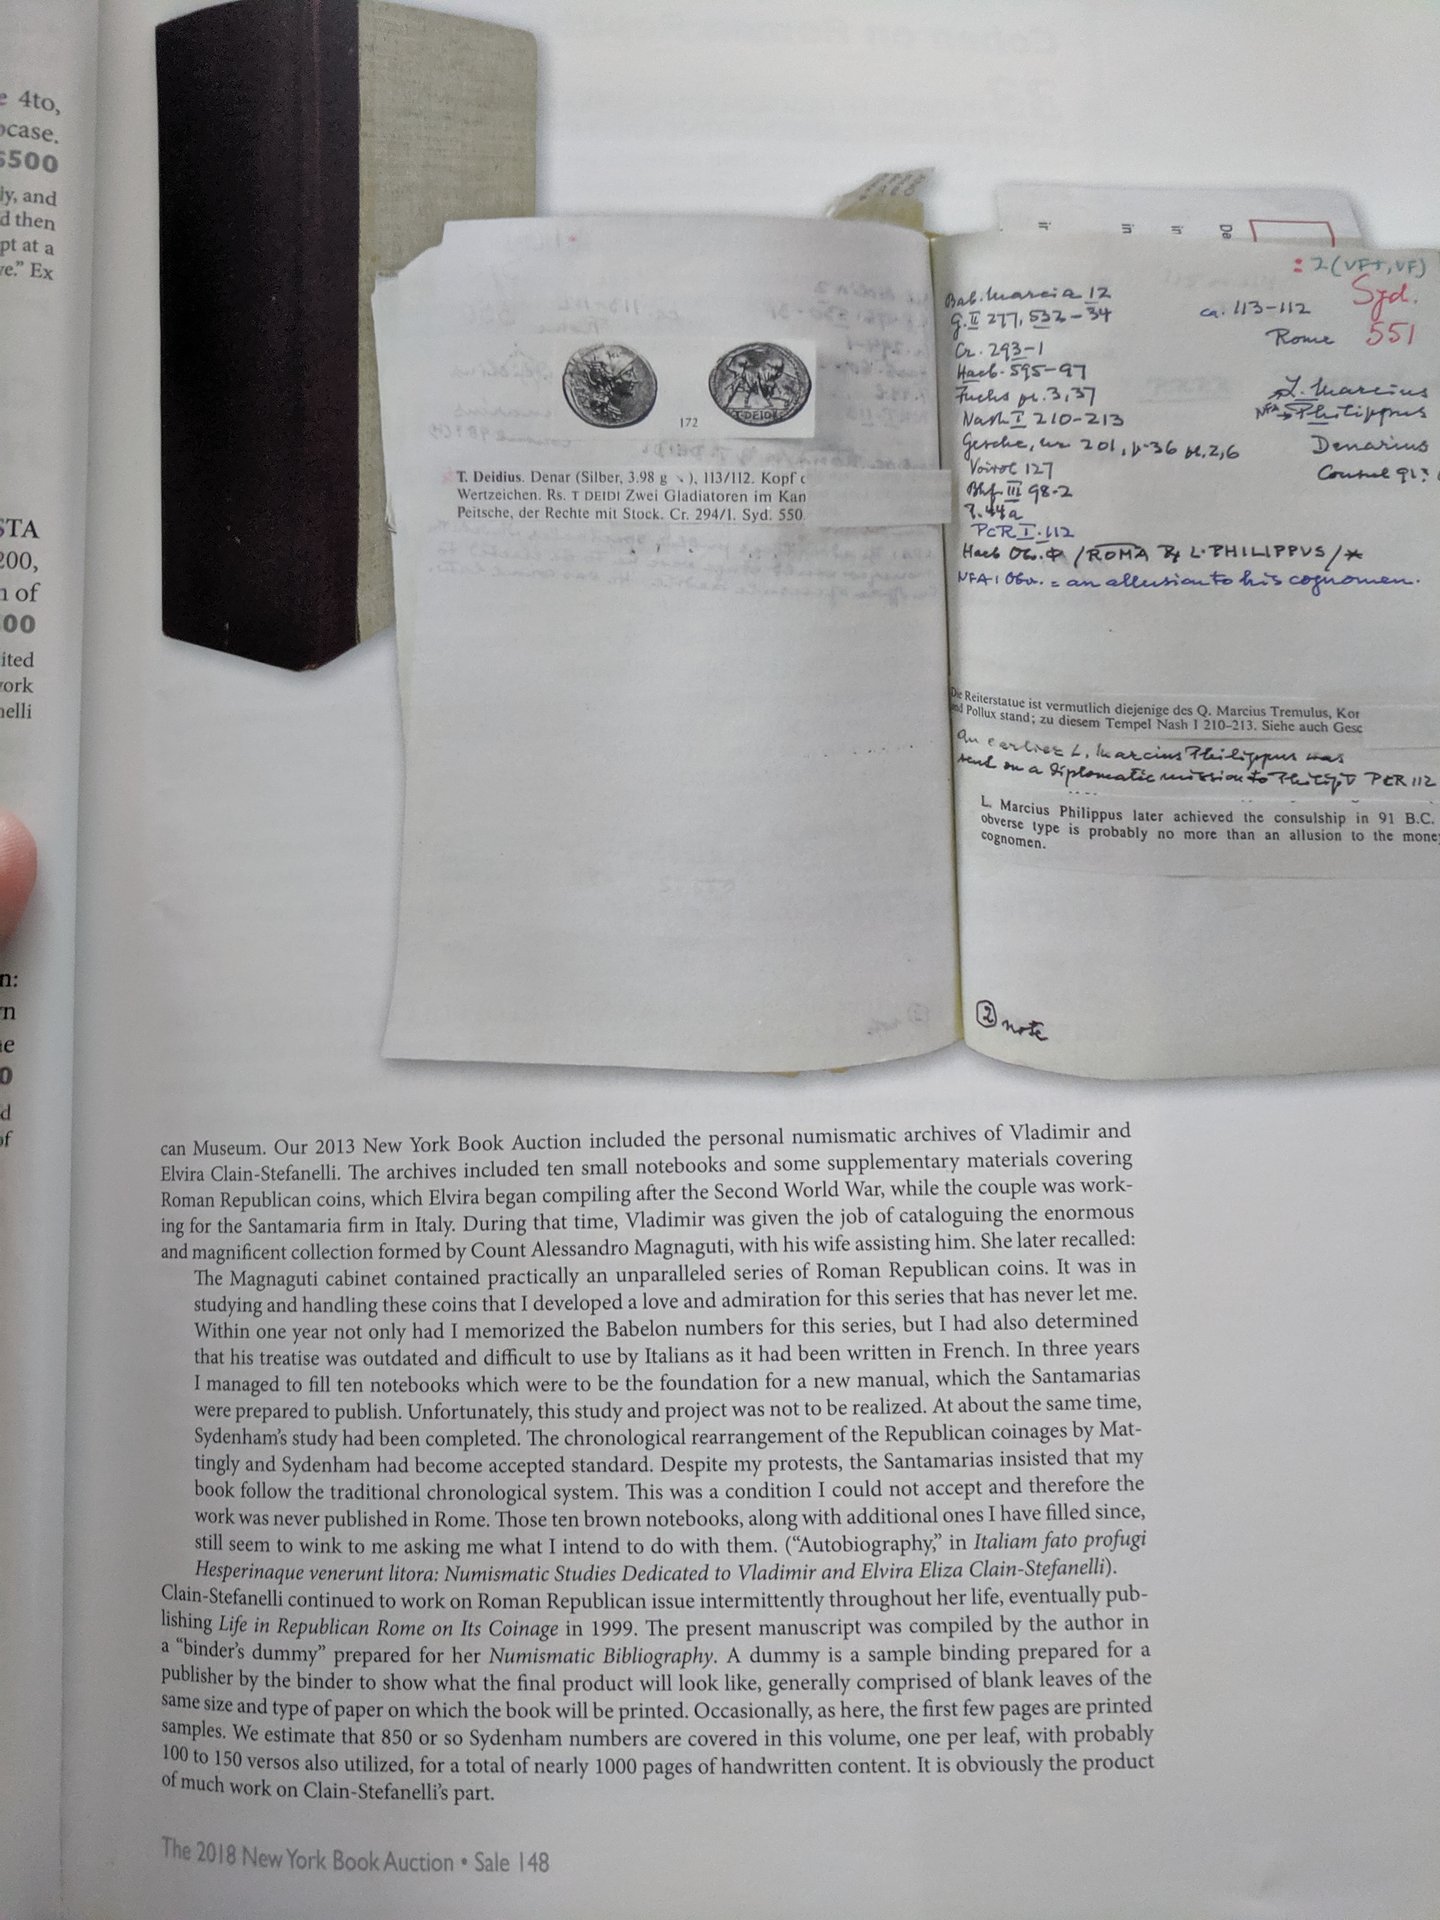 4to,
ocase.
$500
ly, and
d then
pt at a
ve.” Ex
STA
200,
n of
00
ited
work
nelli
n:
rn
ne
0
d
of
172
T DEIDI
T. Deidius. Denar (Silber, 3.98 g ↘), 113/112. Kopf
Wertzeichen. Rs. T DEIDI Zwei Gladiatoren im Kan
Peitsche, der Rechte mit Stock. Cr. 294/1. Syd. 550
De
: 2 (VF+, VF)
Syd.
551
ca. 113-112
Rome
L. Marcius
Philippus
Denarius
Consul 91?
Bab. Marcia 12
G. II 277, 532-34
Cr. 293-1
Haeb. 595-97
Fuchs pl. 3, 37
Nash I 210-213
Gesche, 201, p. 36 pl. 2, 6
Voirol 127
Bhf. III 98-2
PCR I. 112
Haeb Ob. Φ / ROMA L·PHILIPPVS / *
NFA: Obv. = an allusion to his cognomen.
Die Reiterstatue ist vermutlich diejenige des Q. Marcius Tremulus, Kor
und Pollux stand; zu diesem Tempel Nash I 210–213. Siehe auch Gesc
An earlier L. Marcius Philippus was
sent on a diplomatic mission to Philip V PCR 112
L. Marcius Philippus later achieved the consulship in 91 B.C.
obverse type is probably no more than an allusion to the mone
cognomen.
2 note
can Museum. Our 2013 New York Book Auction included the personal numismatic archives of Vladimir and
Elvira Clain-Stefanelli. The archives included ten small notebooks and some supplementary materials covering
Roman Republican coins, which Elvira began compiling after the Second World War, while the couple was work-
ing for the Santamaria firm in Italy. During that time, Vladimir was given the job of cataloguing the enormous
and magnificent collection formed by Count Alessandro Magnaguti, with his wife assisting him. She later recalled:
The Magnaguti cabinet contained practically an unparalleled series of Roman Republican coins. It was in
studying and handling these coins that I developed a love and admiration for this series that has never let me.
Within one year not only had I memorized the Babelon numbers for this series, but I had also determined
that his treatise was outdated and difficult to use by Italians as it had been written in French. In three years
I managed to fill ten notebooks which were to be the foundation for a new manual, which the Santamarias
were prepared to publish. Unfortunately, this study and project was not to be realized. At about the same time,
Sydenham’s study had been completed. The chronological rearrangement of the Republican coinages by Mat-
tingly and Sydenham had become accepted standard. Despite my protests, the Santamarias insisted that my
book follow the traditional chronological system. This was a condition I could not accept and therefore the
work was never published in Rome. Those ten brown notebooks, along with additional ones I have filled since,
still seem to wink to me asking me what I intend to do with them. (“Autobiography,” in Italiam fato profugi
Hesperinaque venerunt litora: Numismatic Studies Dedicated to Vladimir and Elvira Eliza Clain-Stefanelli).
Clain-Stefanelli continued to work on Roman Republican issue intermittently throughout her life, eventually pub-
lishing Life in Republican Rome on Its Coinage in 1999. The present manuscript was compiled by the author in
a “binder’s dummy” prepared for her Numismatic Bibliography. A dummy is a sample binding prepared for a
publisher by the binder to show what the final product will look like, generally comprised of blank leaves of the
same size and type of paper on which the book will be printed. Occasionally, as here, the first few pages are printed
samples. We estimate that 850 or so Sydenham numbers are covered in this volume, one per leaf, with probably
100 to 150 versos also utilized, for a total of nearly 1000 pages of handwritten content. It is obviously the product
of much work on Clain-Stefanelli’s part.
The 2018 New York Book Auction • Sale 148